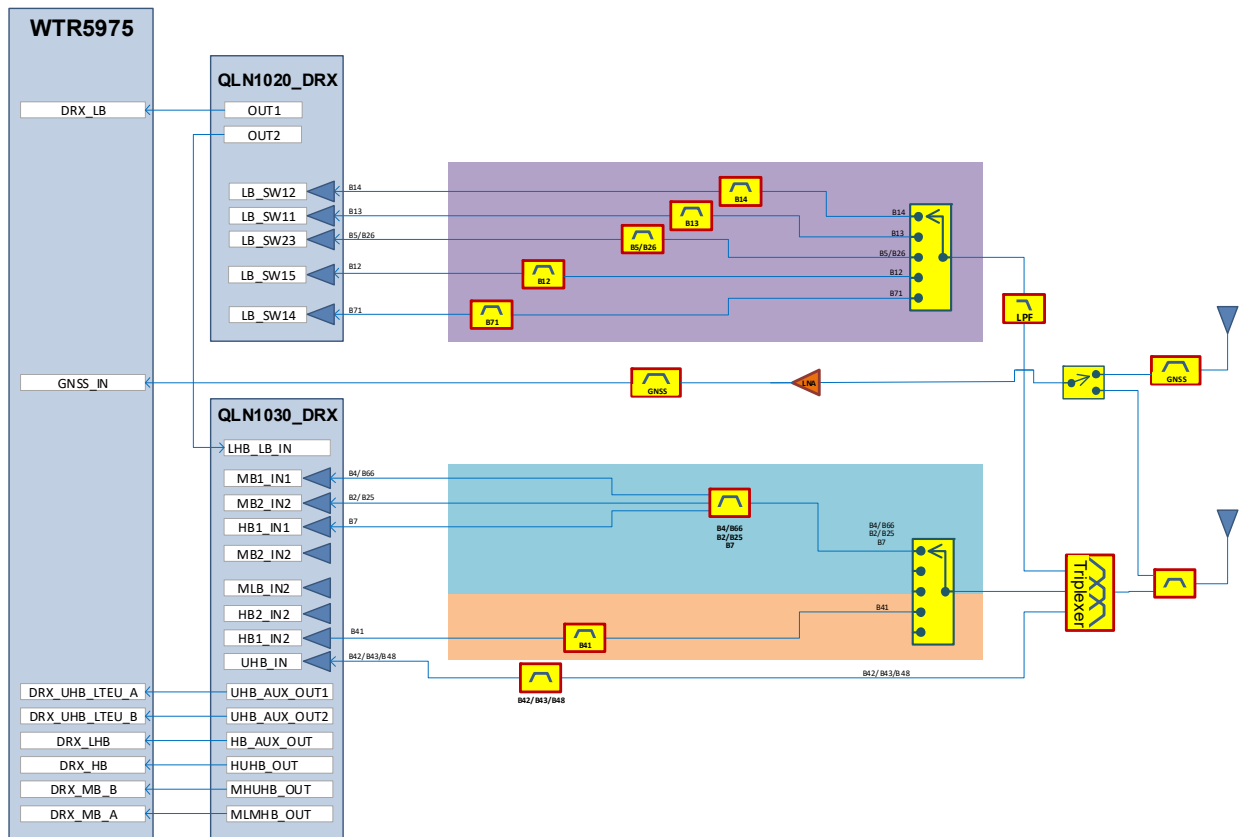 WTR5975
QLN1020_DRX
DRX_LB
OUT1
OUT2
LB_SW12
B14
B14
B14
LB_SW11
B13
B13
B13
LB_SW23
B5/B26
B5/B26
B5/B26
LB_SW15
B12
B12
B12
LB_SW14
B71
B71
B71
LPF
GNSS_IN
GNSS
LNA
GNSS
QLN1030_DRX
LHB_LB_IN
MB1_IN1
B4/B66
MB2_IN2
B2/B25
HB1_IN1
B7
B4/B66
B2/B25
B7
B4/B66
B2/B25
B7
MB2_IN2
MLB_IN2
HB2_IN2
HB1_IN2
B41
B41
B41
Triplexer
UHB_IN
B42/B43/B48
B42/B43/B48
B42/B43/B48
DRX_UHB_LTEU_A
UHB_AUX_OUT1
DRX_UHB_LTEU_B
UHB_AUX_OUT2
DRX_LHB
HB_AUX_OUT
DRX_HB
HUHB_OUT
DRX_MB_B
MHUHB_OUT
DRX_MB_A
MLMHB_OUT